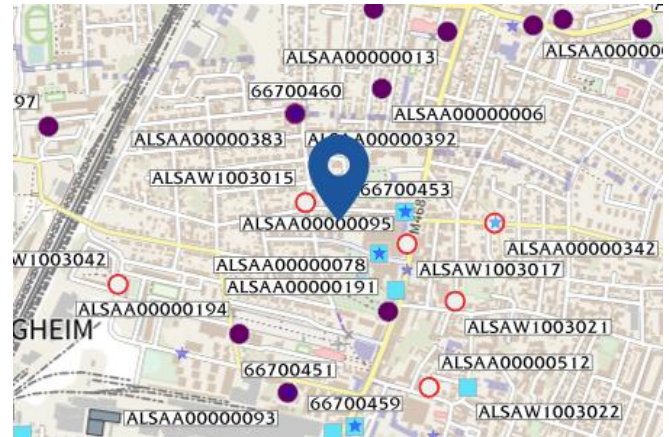 ALSAA00000013
ALSAA000000
97
66700460
ALSAA00000006
ALSAA00000383
ALSAA00000392
ALSAW1003015
66700453
ALSAA00000095
M468
ALSAA00000342
W1003042
ALSAA00000078
ALSAW1003017
ALSAA00000191
ALSAA00000194
ALSAW1003021
GHEIM
ALSAA00000512
66700451
66700459
ALSAA00000093
ALSAW1003022